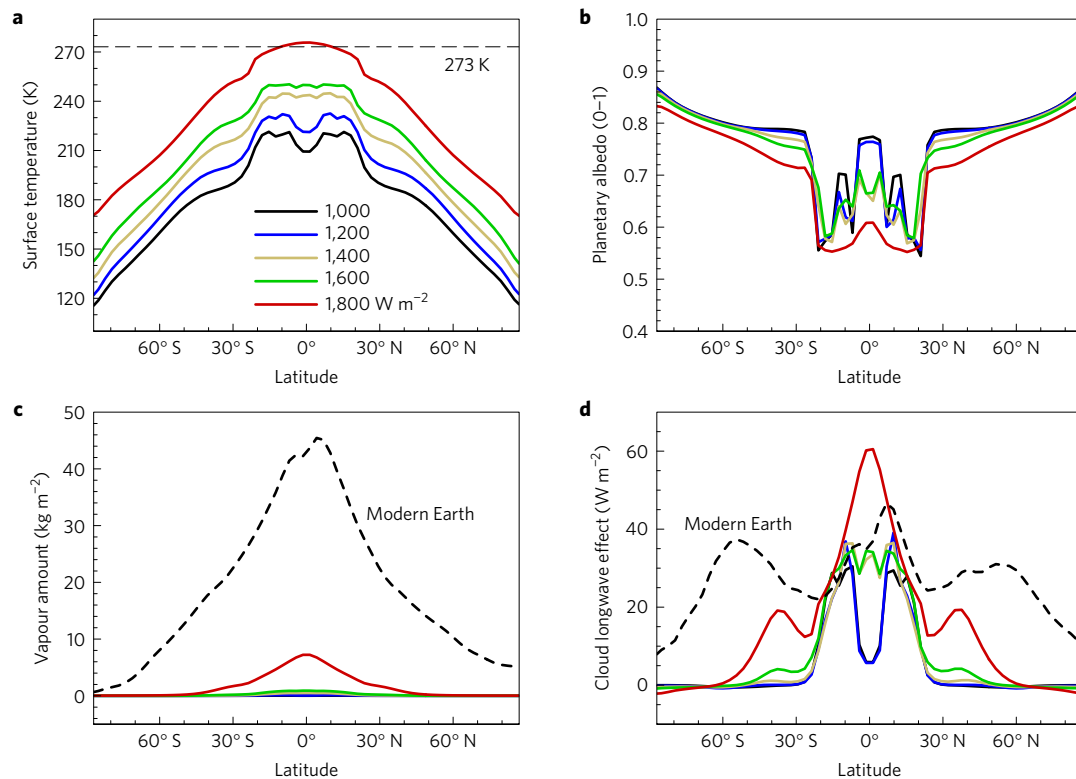 a
Surface temperature (K)
270
240
210
180
150
120
273 K
1,000
1,200
1,400
1,600
1,800 W m⁻²
60° S
30° S
0°
30° N
60° N
Latitude
b
Planetary albedo (0–1)
1.0
0.9
0.8
0.7
0.6
0.5
0.4
60° S
30° S
0°
30° N
60° N
Latitude
c
Vapour amount (kg m⁻²)
50
40
30
20
10
0
Modern Earth
60° S
30° S
0°
30° N
60° N
Latitude
d
Cloud longwave effect (W m⁻²)
60
40
20
0
Modern Earth
60° S
30° S
0°
30° N
60° N
Latitude